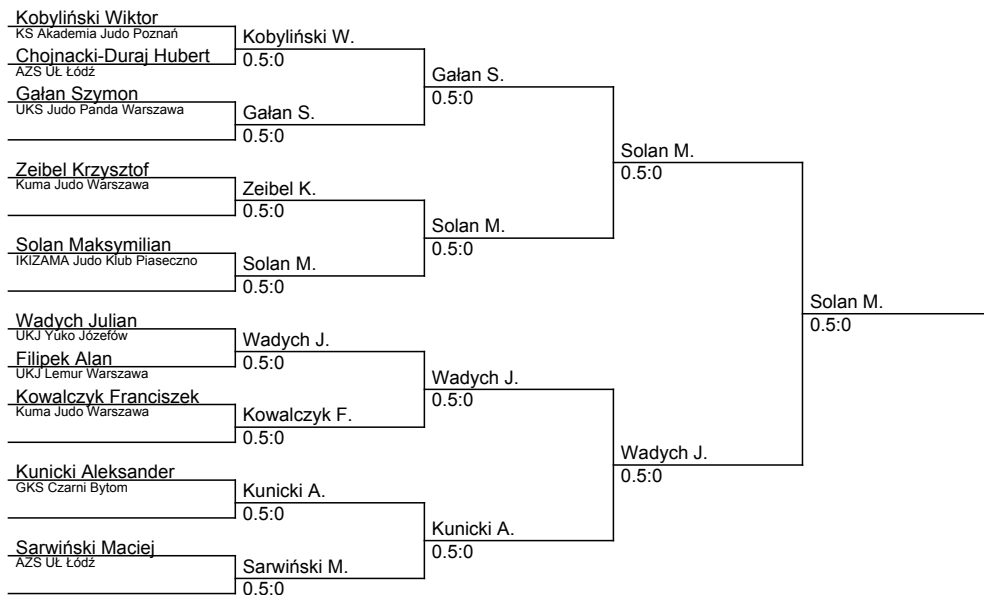 Kobyliński Wiktor
KS Akademia Judo Poznań
Chojnacki-Duraj Hubert
AZS UŁ Łódź
Gałan Szymon
UKS Judo Panda Warszawa
Zeibel Krzysztof
Kuma Judo Warszawa
Solan Maksymilian
IKIZAMA Judo Klub Piaseczno
Wadych Julian
UKJ Yuko Józefów
Filipek Alan
UKJ Lemur Warszawa
Kowalczyk Franciszek
Kuma Judo Warszawa
Kunicki Aleksander
GKS Czarni Bytom
Sarwiński Maciej
AZS UŁ Łódź
Kobyliński W.
0.5:0
Gałan S.
0.5:0
Zeibel K.
0.5:0
Solan M.
0.5:0
Wadych J.
0.5:0
Kowalczyk F.
0.5:0
Kunicki A.
0.5:0
Sarwiński M.
0.5:0
Gałan S.
0.5:0
Solan M.
0.5:0
Wadych J.
0.5:0
Kunicki A.
0.5:0
Solan M.
0.5:0
Wadych J.
0.5:0
Solan M.
0.5:0